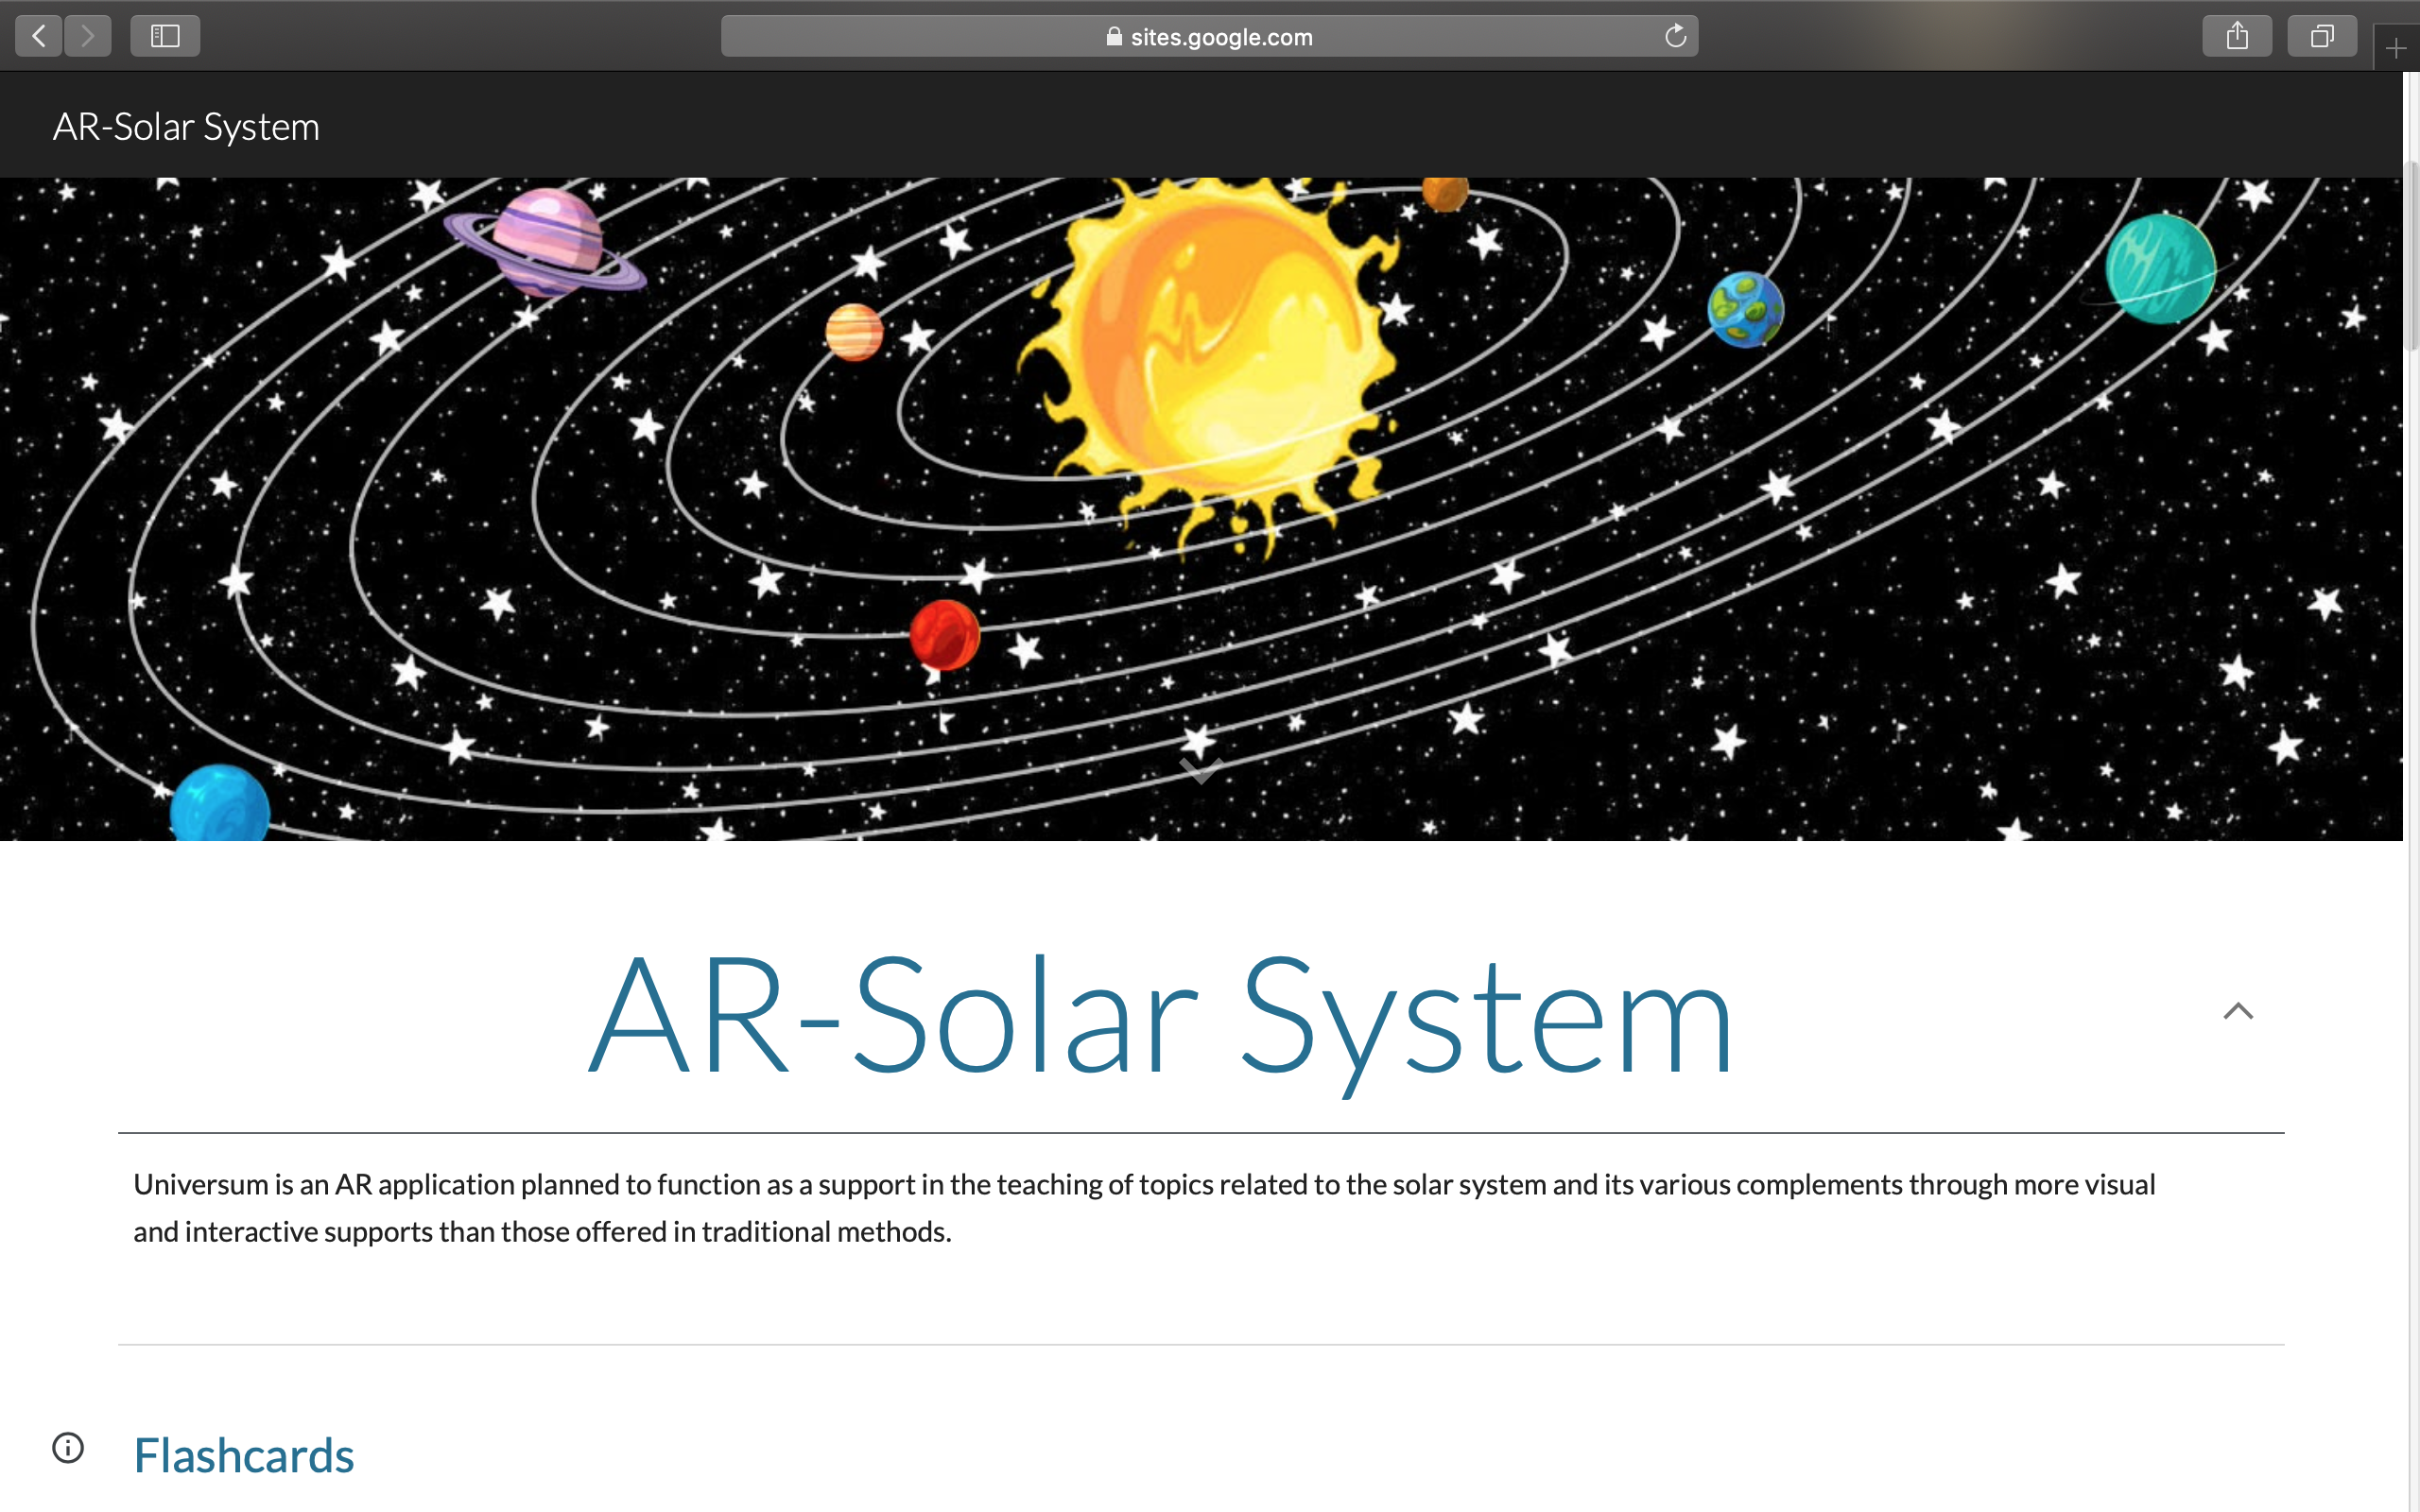 sites.google.com
AR-Solar System
AR-Solar System
Universum is an AR application planned to function as a support in the teaching of topics related to the solar system and its various complements through more visual
and interactive supports than those offered in traditional methods.
Flashcards